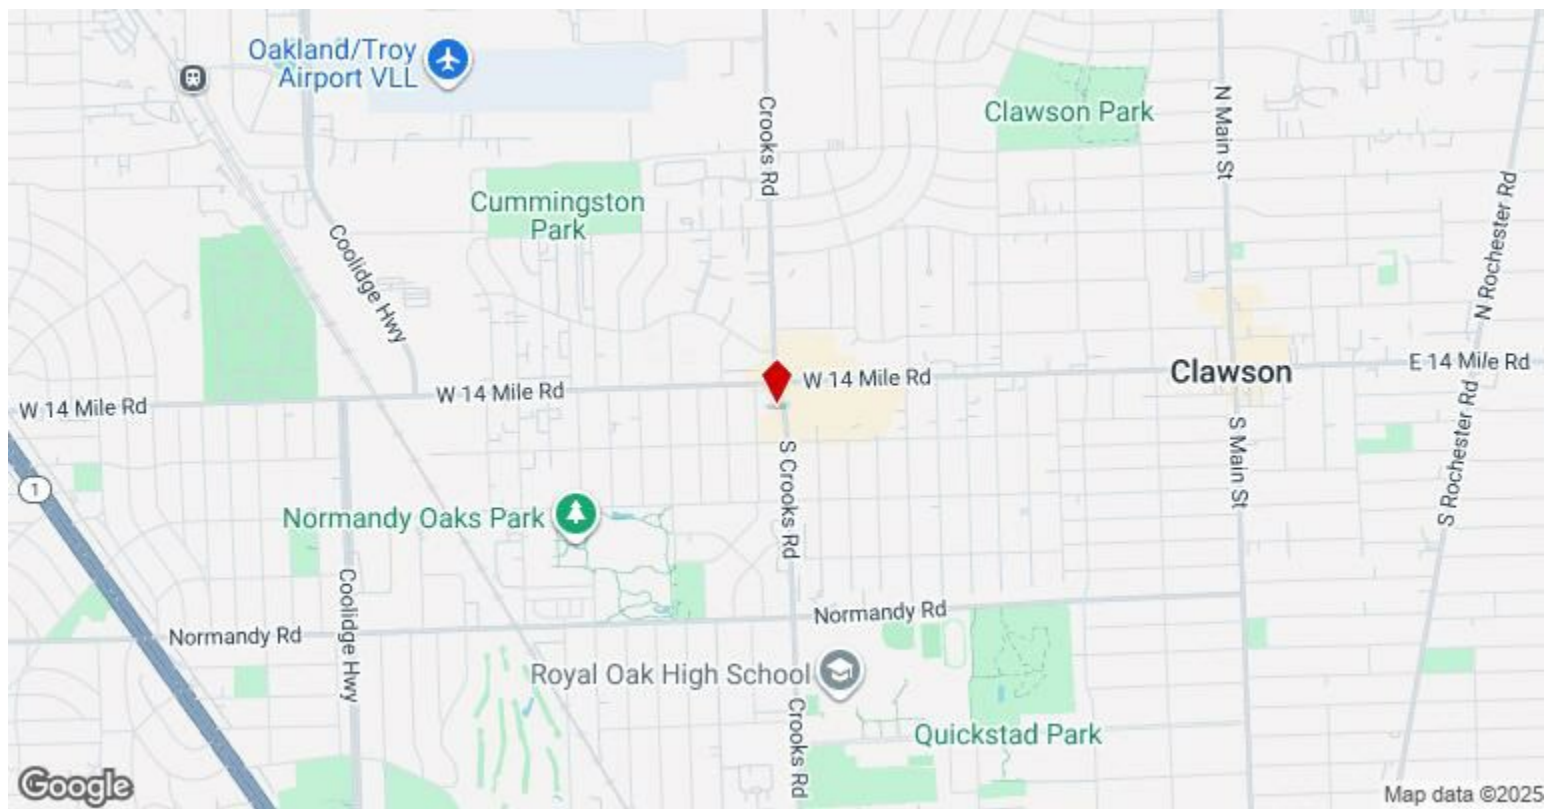 Oakland/Troy
Airport VLL
Crooks Rd
Clawson Park
N Main St
N Rochester Rd
Cummingston
Park
Coolidge Hwy
W 14 Mile Rd
W 14 Mile Rd
W 14 Mile Rd
Clawson
E 14 Mile Rd
1
S Crooks Rd
S Main St
S Rochester Rd
Normandy Oaks Park
Coolidge Hwy
Normandy Rd
Normandy Rd
Royal Oak High School
Crooks Rd
Quickstad Park
Google
Map data ©2025